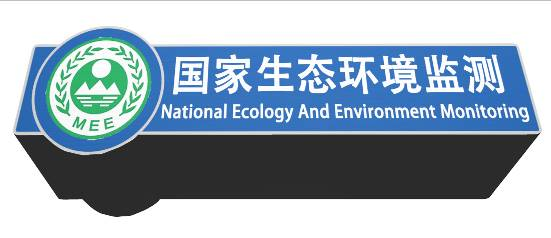 国家生态环境监测
National Ecology And Environment Monitoring
MEE